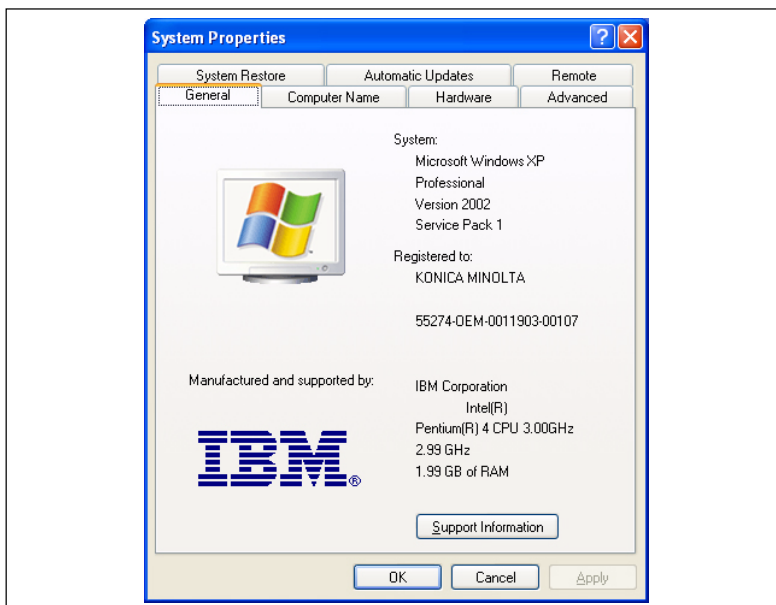 System Properties
System Restore
Automatic Updates
Remote
General
Computer Name
Hardware
Advanced
System:
Microsoft Windows XP
Professional
Version 2002
Service Pack 1
Registered to:
KONICA MINOLTA
55274-OEM-0011903-00107
Manufactured and supported by:
IBM®
IBM Corporation
Intel(R)
Pentium(R) 4 CPU 3.00GHz
2.99 GHz
1.99 GB of RAM
Support Information
OK
Cancel
Apply